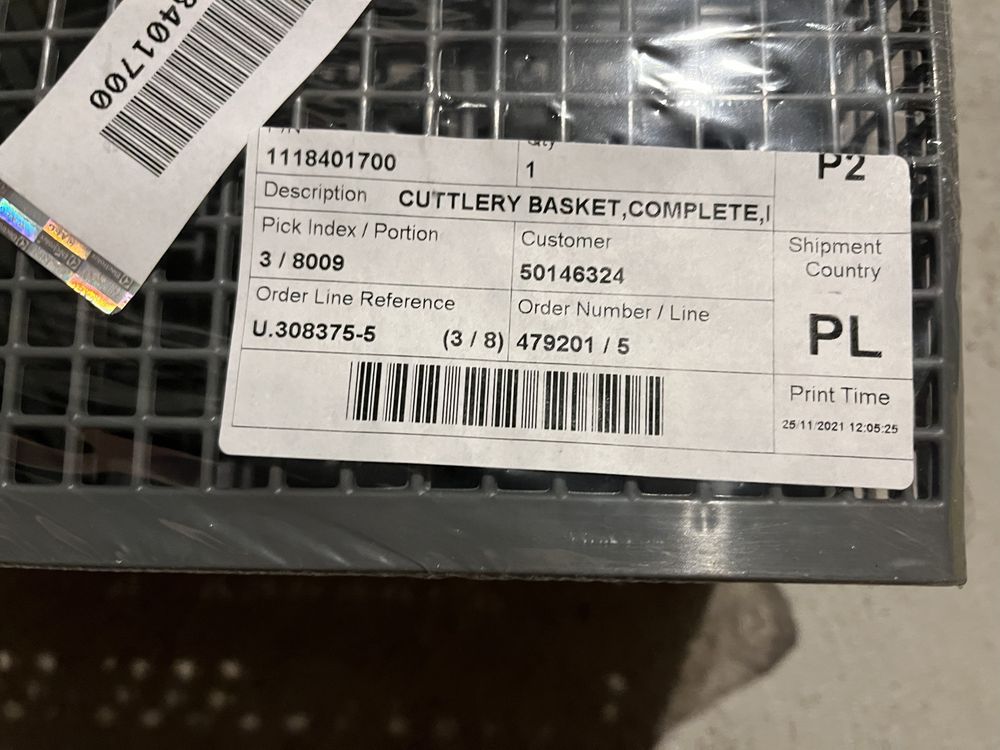 8401700
P/N
Qty
1118401700
1
P2
Description CUTTLERY BASKET,COMPLETE,I
Pick Index / Portion
Customer
Shipment
Country
3 / 8009
50146324
Order Line Reference
Order Number / Line
PL
U.308375-5 (3 / 8)
479201 / 5
Print Time
25/11/2021 12:05:25